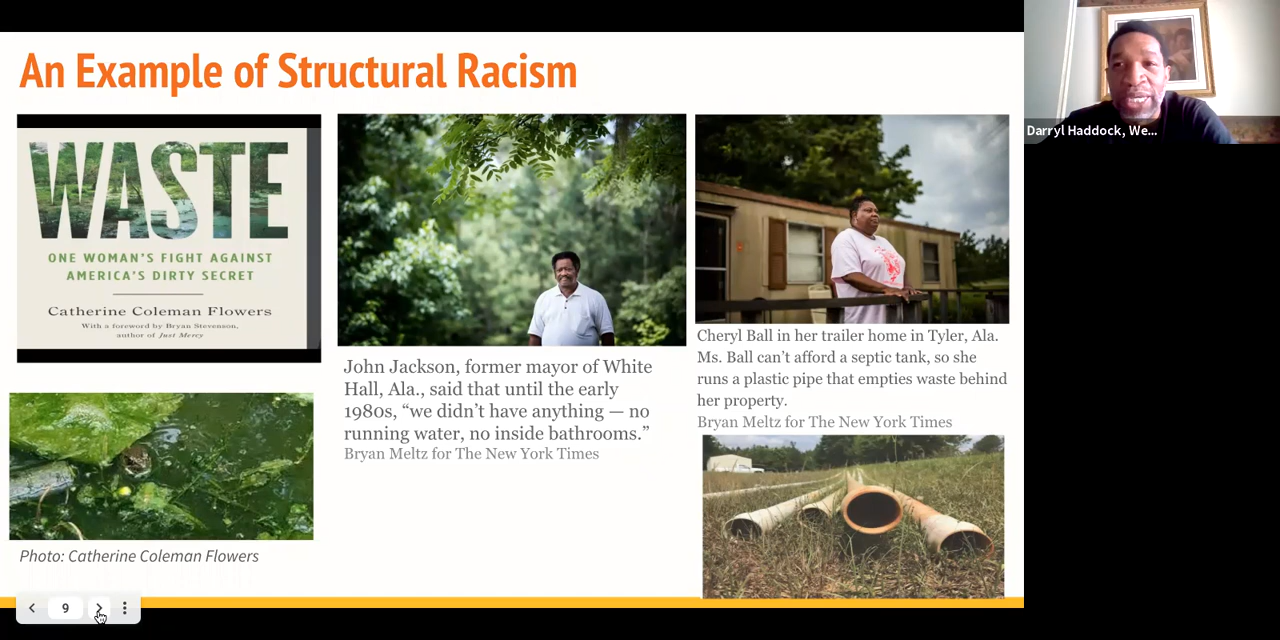 An Example of Structural Racism
WASTE
ONE WOMAN'S FIGHT AGAINST
AMERICA'S DIRTY SECRET
Catherine Coleman Flowers
With a foreword by Bryan Stevenson,
author of Just Mercy
Photo: Catherine Coleman Flowers
John Jackson, former mayor of White
Hall, Ala., said that until the early
1980s, “we didn’t have anything — no
running water, no inside bathrooms.”
Bryan Meltz for The New York Times
Cheryl Ball in her trailer home in Tyler, Ala.
Ms. Ball can’t afford a septic tank, so she
runs a plastic pipe that empties waste behind
her property.
Bryan Meltz for The New York Times
9
Darryl Haddock, We...